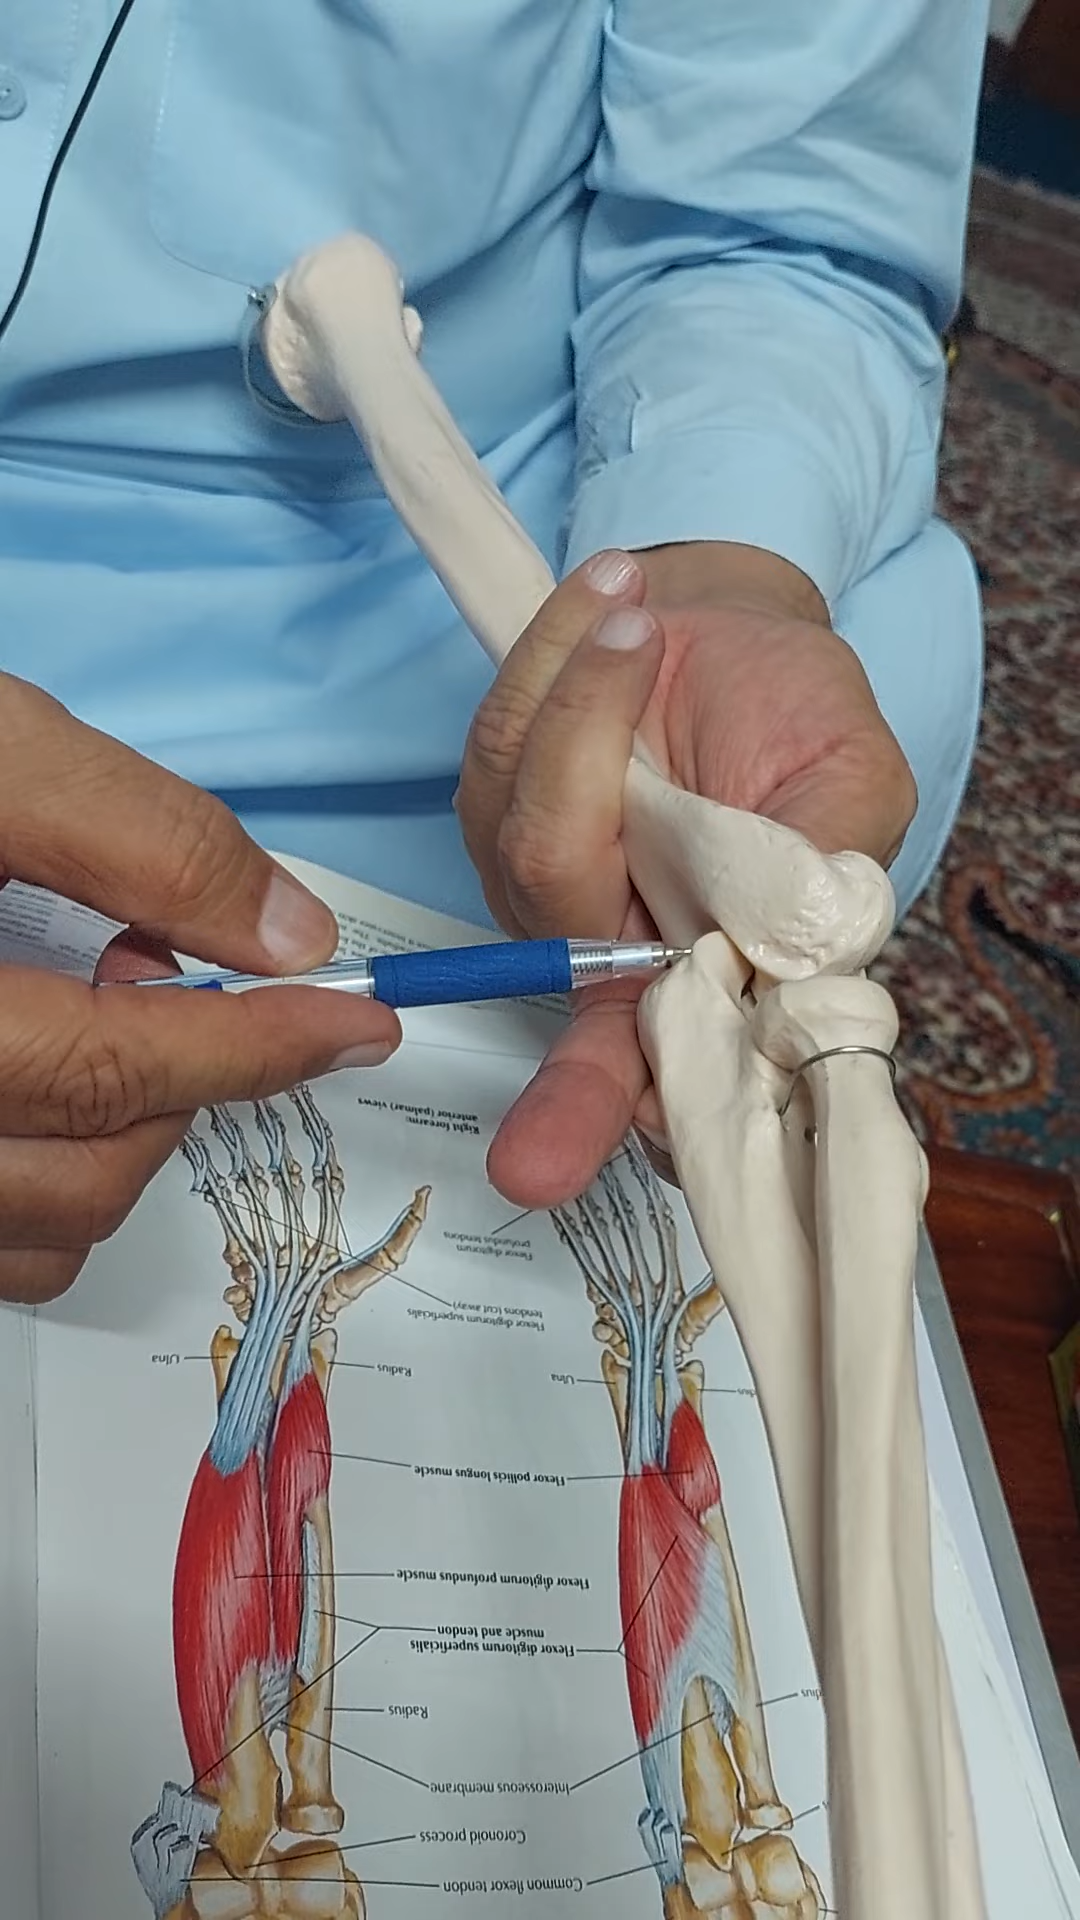 Right forearm:
anterior (palmar) views
Flexor digitorum
profundus tendons
Flexor digitorum superficialis
tendons (cut away)
Ulna
Radius
Ulna
Flexor pollicis longus muscle
Flexor digitorum profundus muscle
Flexor digitorum superficialis
muscle and tendon
Radius
Interosseous membrane
Coronoid process
Common flexor tendon